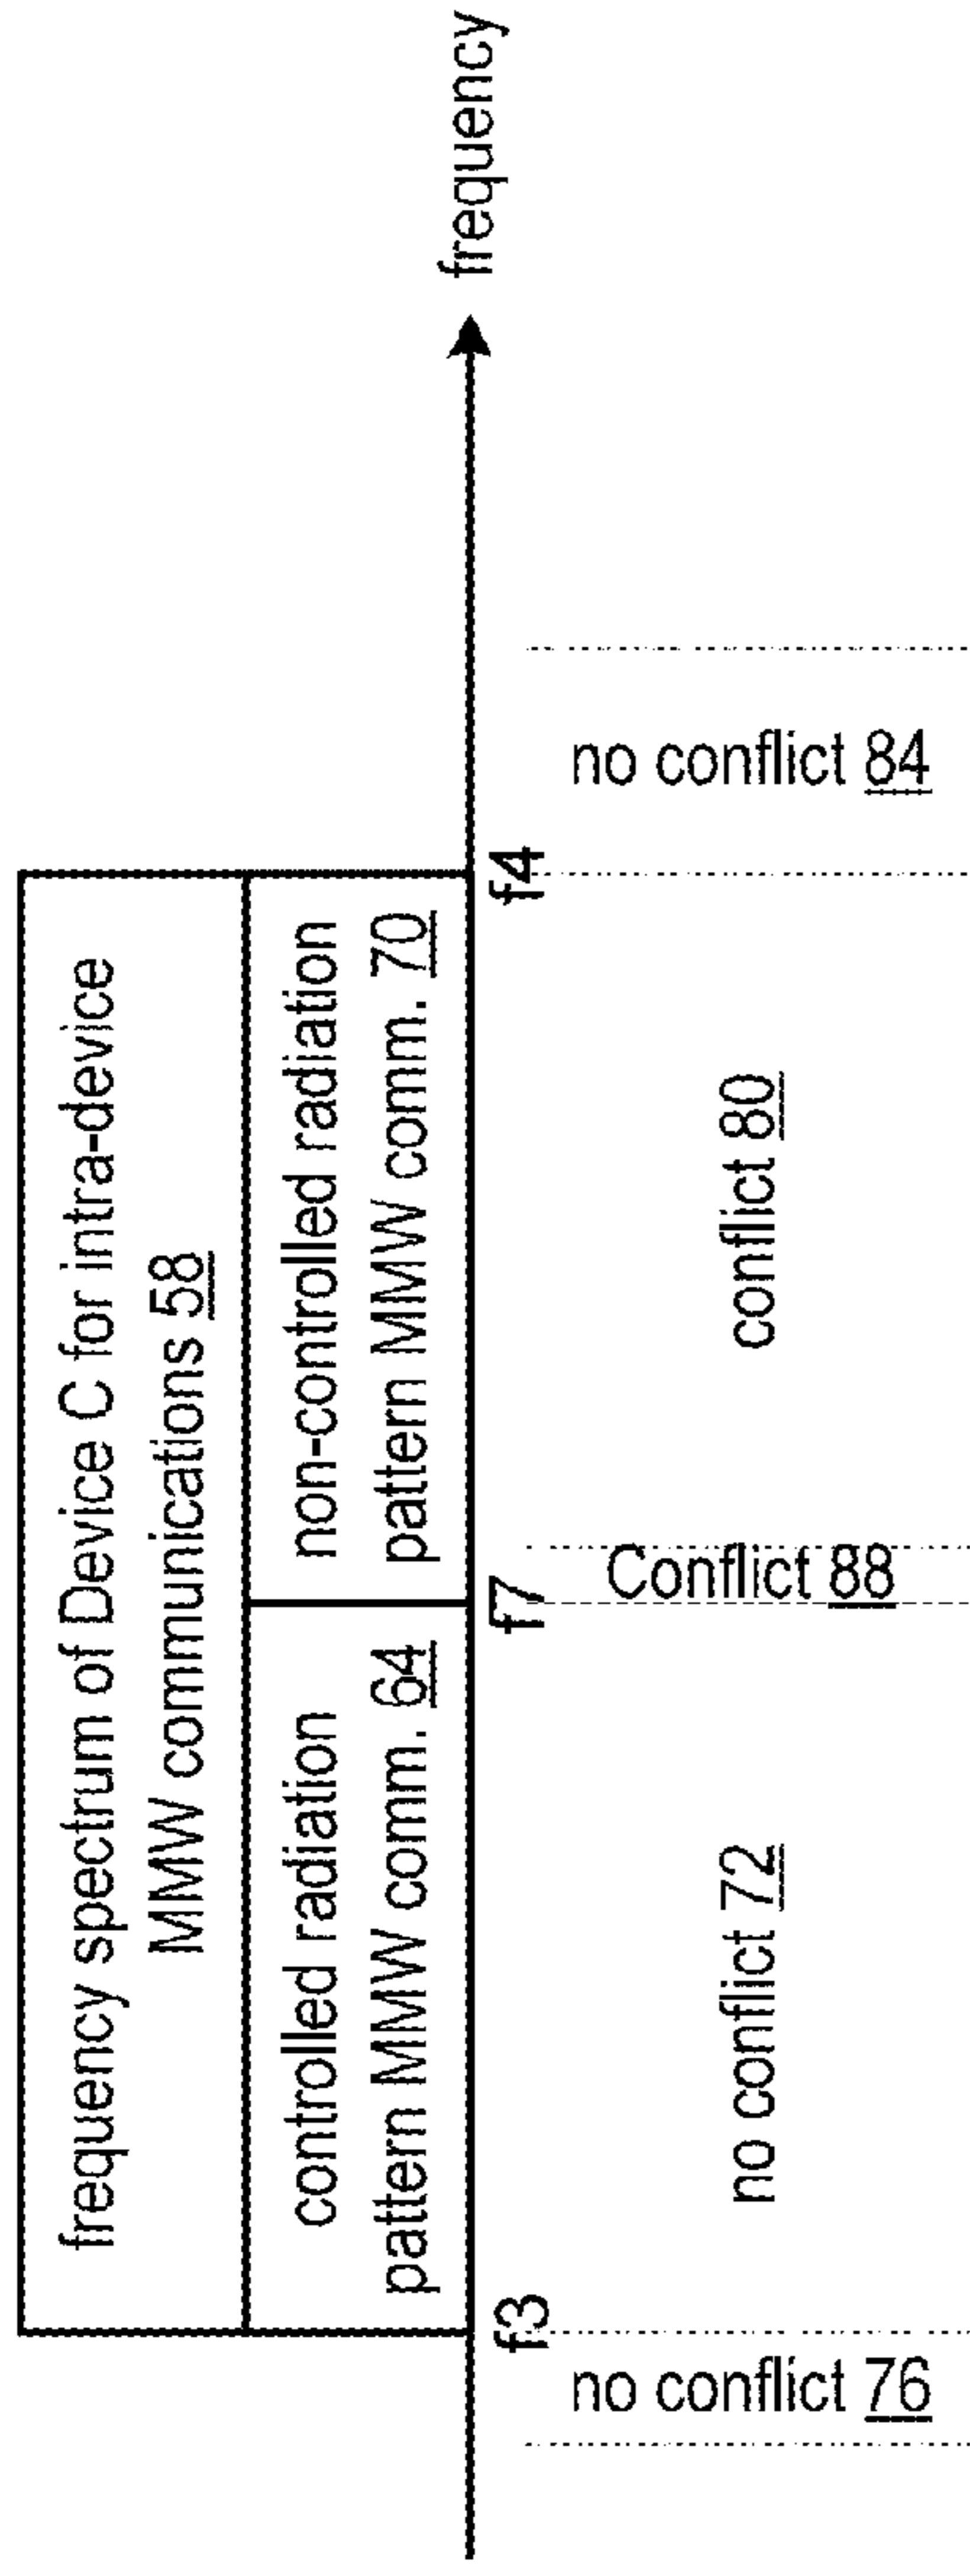 frequency spectrum of Device C for intra-device
MMW communications 58
controlled radiation
pattern MMW comm. 64
non-controlled radiation
pattern MMW comm. 70
frequency
f3
f7
f4
no conflict 76
no conflict 72
Conflict 88
conflict 80
no conflict 84